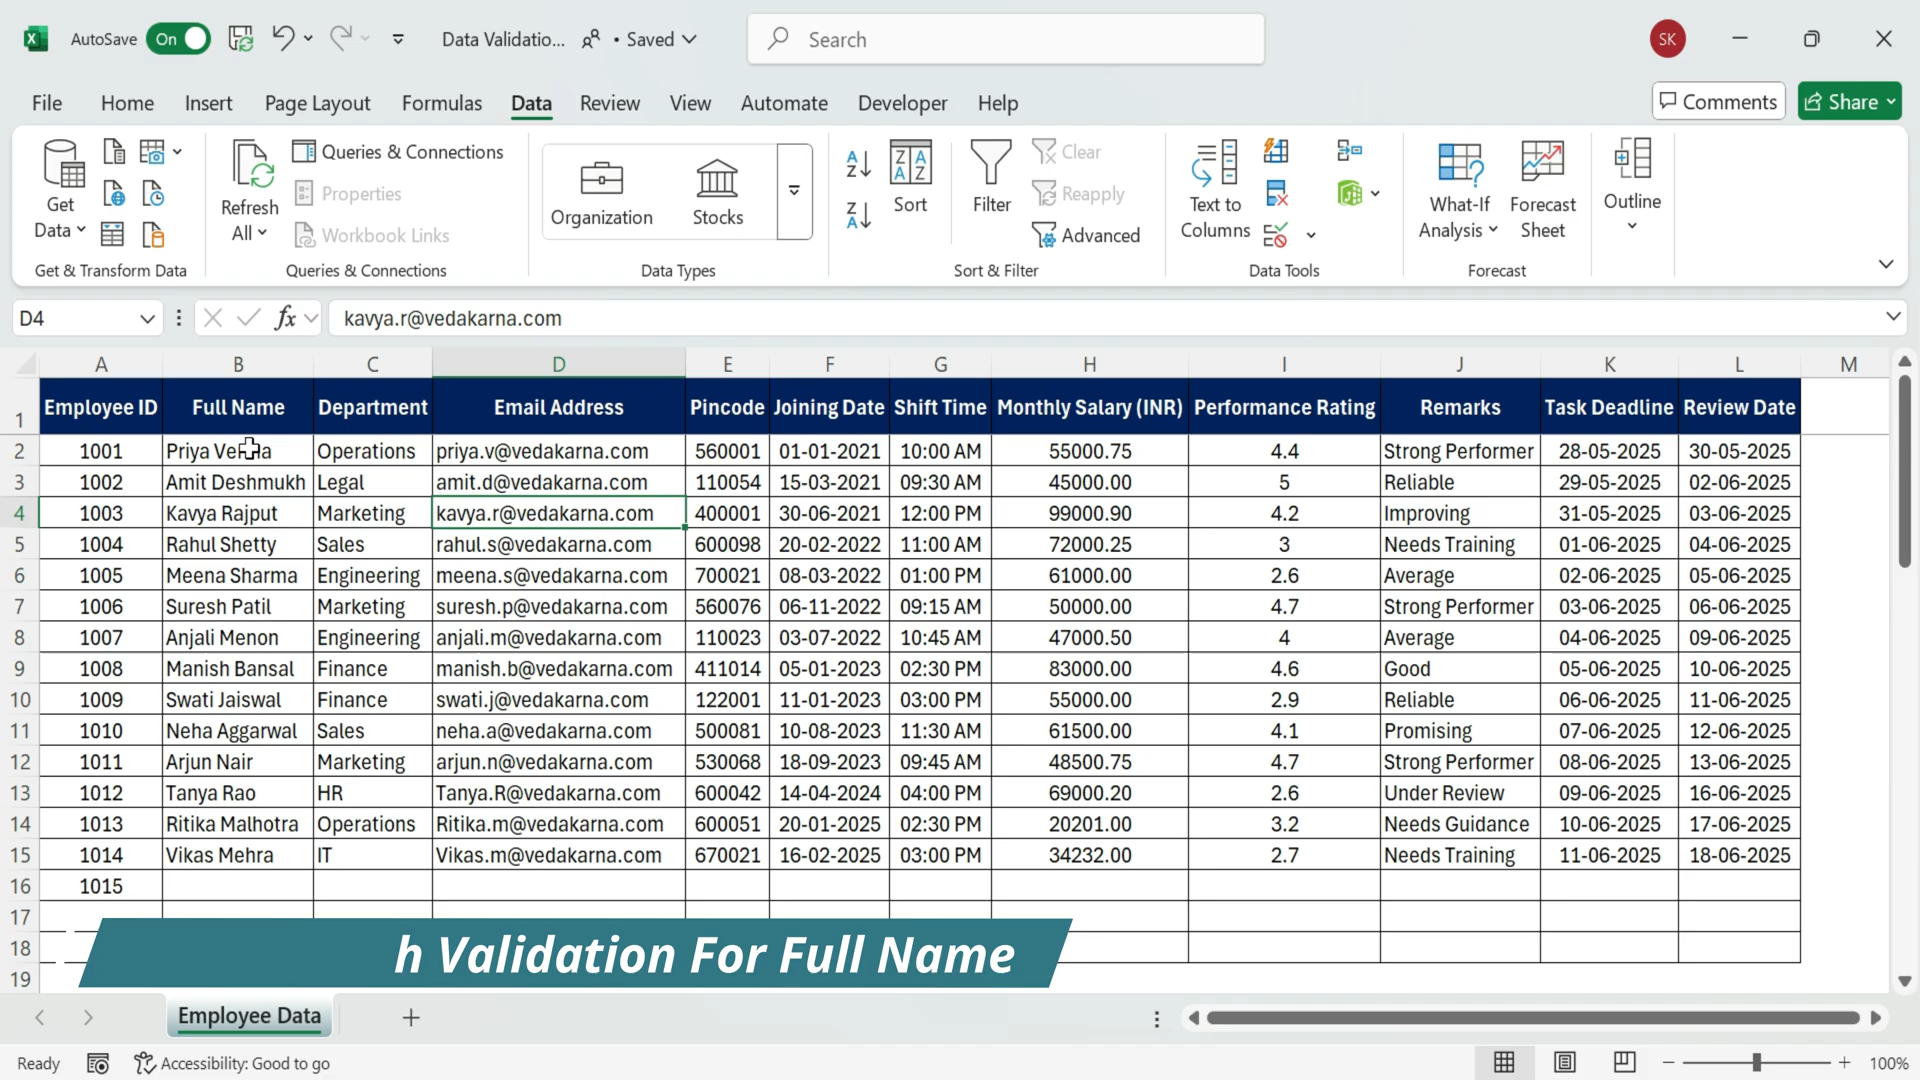 AutoSave On Data Validatio... • Saved Search SK
File Home Insert Page Layout Formulas Data Review View Automate Developer Help Comments Share
Get Data
Get & Transform Data
Refresh All
Queries & Connections
Properties
Workbook Links
Queries & Connections
Organization Stocks
Data Types
Sort
Filter
Clear
Reapply
Advanced
Sort & Filter
Text to Columns
Data Tools
What-If Analysis
Forecast Sheet
Forecast
Outline
D4 fx kavya.r@vedakarna.com
A B C D E F G H I J K L M
1 Employee ID Full Name Department Email Address Pincode Joining Date Shift Time Monthly Salary (INR) Performance Rating Remarks Task Deadline Review Date
2 1001 Priya Operations priya.v@vedakarna.com 560001 01-01-2021 10:00 AM 55000.75 4.4 Strong Performer 28-05-2025 30-05-2025
3 1002 Amit Deshmukh Legal amit.d@vedakarna.com 110054 15-03-2021 09:30 AM 45000.00 5 Reliable 29-05-2025 02-06-2025
4 1003 Kavya Rajput Marketing kavya.r@vedakarna.com 400001 30-06-2021 12:00 PM 99000.90 4.2 Improving 31-05-2025 03-06-2025
5 1004 Rahul Shetty Sales rahul.s@vedakarna.com 600098 20-02-2022 11:00 AM 72000.25 3 Needs Training 01-06-2025 04-06-2025
6 1005 Meena Sharma Engineering meena.s@vedakarna.com 700021 08-03-2022 01:00 PM 61000.00 2.6 Average 02-06-2025 05-06-2025
7 1006 Suresh Patil Marketing suresh.p@vedakarna.com 560076 06-11-2022 09:15 AM 50000.00 4.7 Strong Performer 03-06-2025 06-06-2025
8 1007 Anjali Menon Engineering anjali.m@vedakarna.com 110023 03-07-2022 10:45 AM 47000.50 4 Average 04-06-2025 09-06-2025
9 1008 Manish Bansal Finance manish.b@vedakarna.com 411014 05-01-2023 02:30 PM 83000.00 4.6 Good 05-06-2025 10-06-2025
10 1009 Swati Jaiswal Finance swati.j@vedakarna.com 122001 11-01-2023 03:00 PM 55000.00 2.9 Reliable 06-06-2025 11-06-2025
11 1010 Neha Aggarwal Sales neha.a@vedakarna.com 500081 10-08-2023 11:30 AM 61500.00 4.1 Promising 07-06-2025 12-06-2025
12 1011 Arjun Nair Marketing arjun.n@vedakarna.com 530068 18-09-2023 09:45 AM 48500.75 4.7 Strong Performer 08-06-2025 13-06-2025
13 1012 Tanya Rao HR Tanya.R@vedakarna.com 600042 14-04-2024 04:00 PM 69000.20 2.6 Under Review 09-06-2025 16-06-2025
14 1013 Ritika Malhotra Operations Ritika.m@vedakarna.com 600051 20-01-2025 02:30 PM 20201.00 3.2 Needs Guidance 10-06-2025 17-06-2025
15 1014 Vikas Mehra IT Vikas.m@vedakarna.com 670021 16-02-2025 03:00 PM 34232.00 2.7 Needs Training 11-06-2025 18-06-2025
16 1015
17
18
h Validation For Full Name
19
Employee Data
Ready Accessibility: Good to go 100%